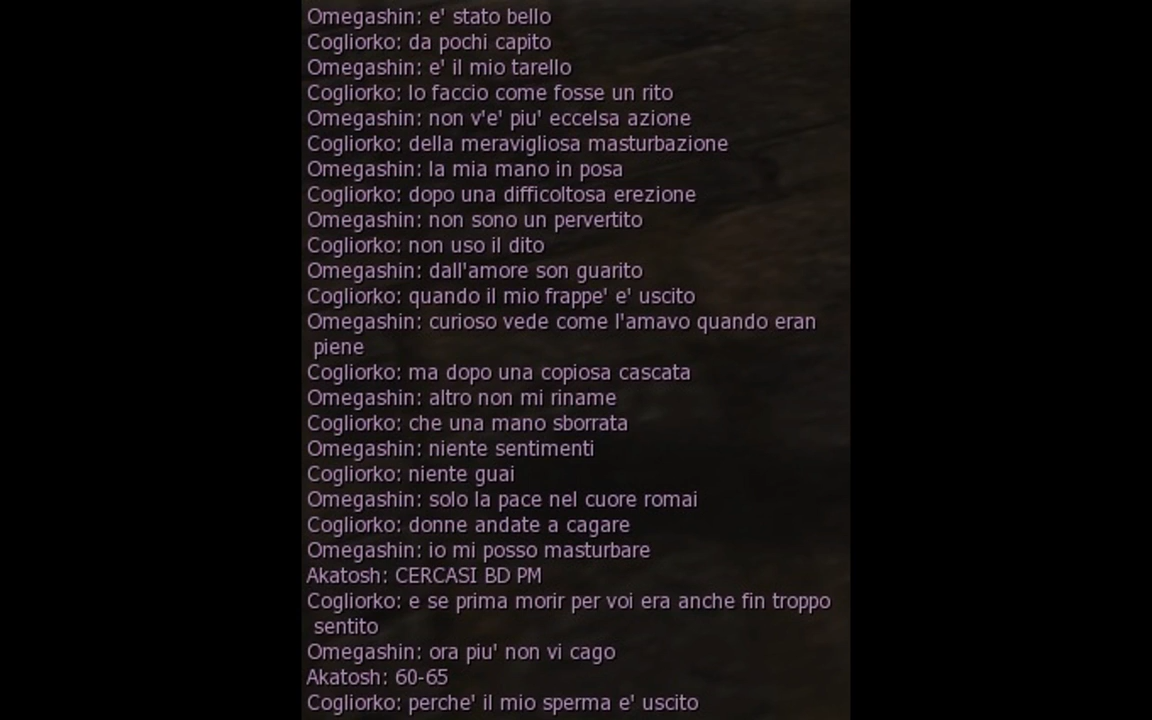 Omegashin: e' stato bello
Cogliorko: da pochi capito
Omegashin: e' il mio tarello
Cogliorko: lo faccio come fosse un rito
Omegashin: non v'e' piu' eccelsa azione
Cogliorko: della meravigliosa masturbazione
Omegashin: la mia mano in posa
Cogliorko: dopo una difficoltosa erezione
Omegashin: non sono un pervertito
Cogliorko: non uso il dito
Omegashin: dall'amore son guarito
Cogliorko: quando il mio frappe' e' uscito
Omegashin: curioso vede come l'amavo quando eran
piene
Cogliorko: ma dopo una copiosa cascata
Omegashin: altro non mi riname
Cogliorko: che una mano sborrata
Omegashin: niente sentimenti
Cogliorko: niente guai
Omegashin: solo la pace nel cuore romai
Cogliorko: donne andate a cagare
Omegashin: io mi posso masturbare
Akatosh: CERCASI BD PM
Cogliorko: e se prima morir per voi era anche fin troppo
sentito
Omegashin: ora piu' non vi cago
Akatosh: 60-65
Cogliorko: perche' il mio sperma e' uscito